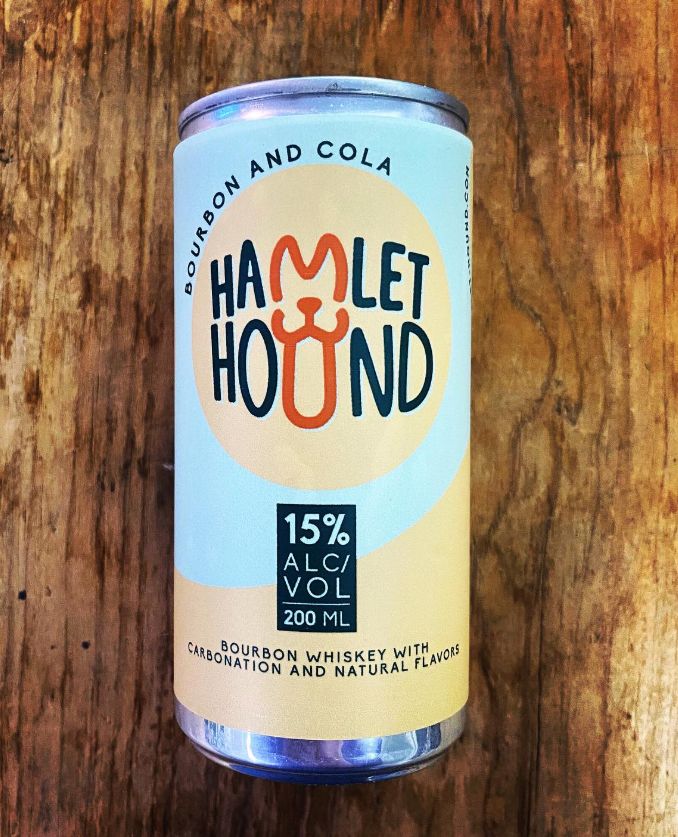 BOURBON AND COLA
HAMLET
HOUND
15%
ALC/
VOL
200 ML
BOURBON WHISKEY WITH
CARBONATION AND NATURAL FLAVORS